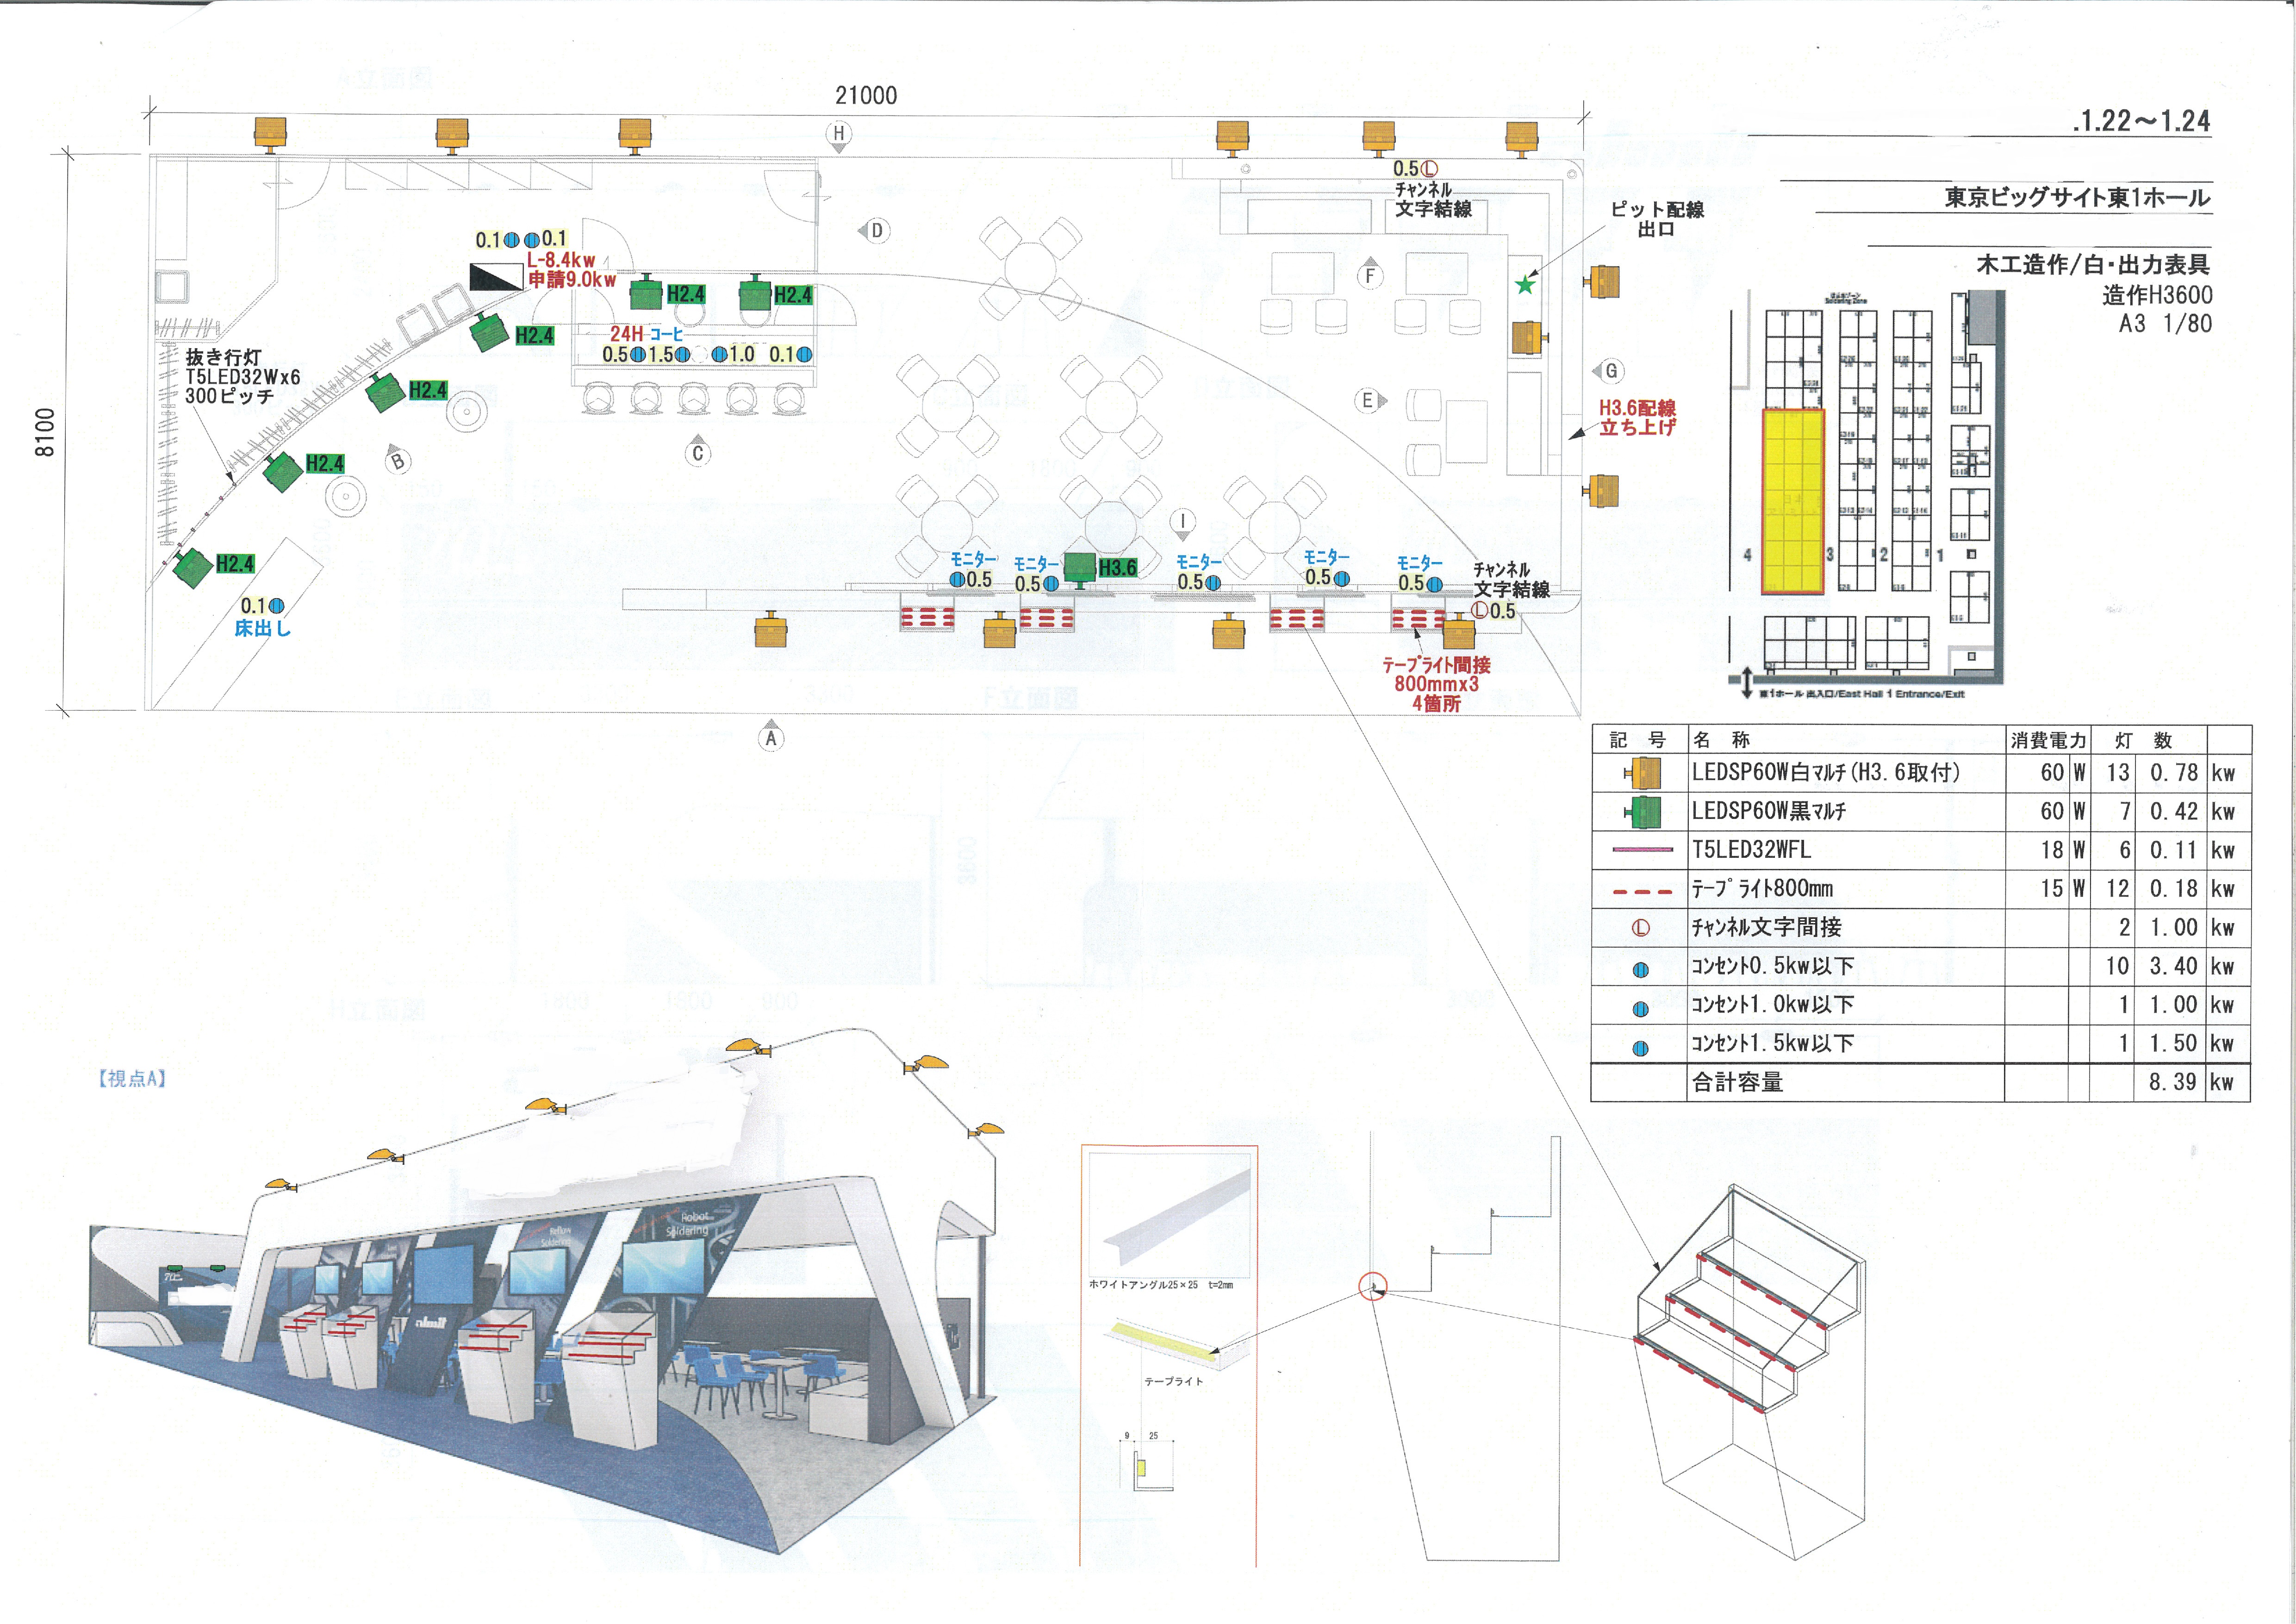 21000
8100
.1.22～1.24
東京ビッグサイト東1ホール
木工造作/白・出力表具
造作H3600
A3 1/80
H
D
F
E
G
B
C
I
A
0.5Ⓛ
チャンネル
文字結線
ピット配線
出口
0.1
0.1
L-8.4kw
申請9.0kw
H2.4
H2.4
H2.4
H2.4
H2.4
H2.4
24H コーヒ
0.5
1.5
1.0
0.1
抜き行灯
T5LED32Wx6
300ピッチ
H3.6配線
立ち上げ
0.1
床出し
モニター
0.5
モニター
0.5
H3.6
モニター
0.5
モニター
0.5
モニター
0.5
チャンネル
文字結線
Ⓛ0.5
テープライト間接
800mmx3
4箇所
Soldering Zone
4
3
2
1
東1ホール 出入口/East Hall 1 Entrance/Exit
記 号 名 称 消費電力 灯 数
LEDSP60W白マルチ(H3.6取付) 60 W 13 0.78 kw
LEDSP60W黒マルチ 60 W 7 0.42 kw
T5LED32WFL 18 W 6 0.11 kw
テープライト800mm 15 W 12 0.18 kw
Ⓛ チャンネル文字間接 2 1.00 kw
コンセント0.5kw以下 10 3.40 kw
コンセント1.0kw以下 1 1.00 kw
コンセント1.5kw以下 1 1.50 kw
合計容量 8.39 kw
【視点A】
Reflow
Soldering
Robot
Soldering
almit
ホワイトアングル25×25 t=2mm
テープライト
9
25